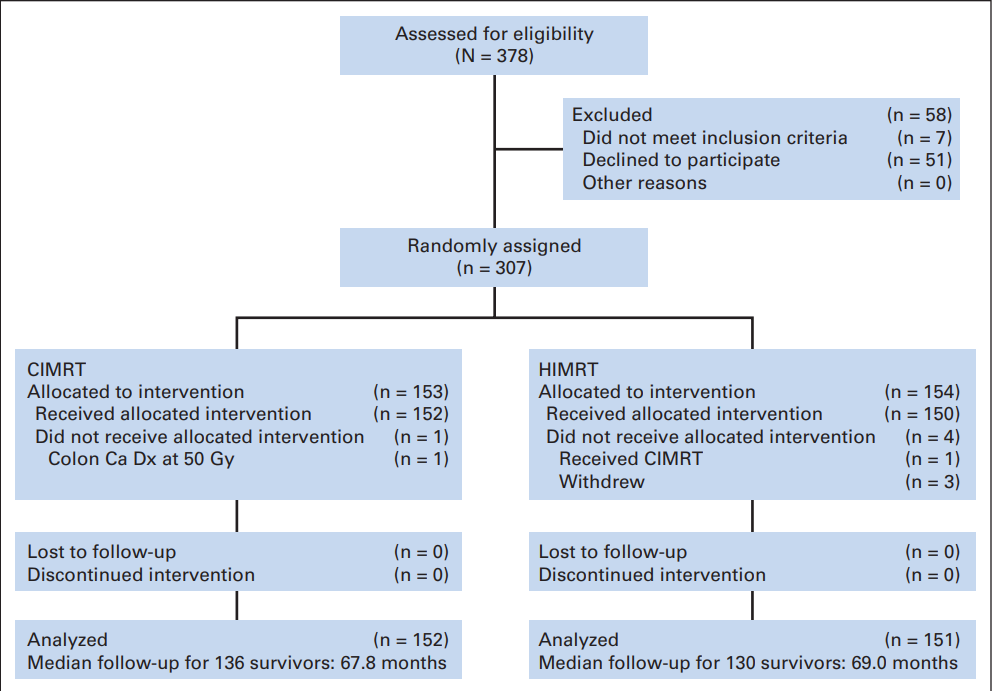 Assessed for eligibility
(N = 378)
Excluded (n = 58)
Did not meet inclusion criteria (n = 7)
Declined to participate (n = 51)
Other reasons (n = 0)
Randomly assigned
(n = 307)
CIMRT
Allocated to intervention (n = 153)
Received allocated intervention (n = 152)
Did not receive allocated intervention (n = 1)
Colon Ca Dx at 50 Gy (n = 1)
HIMRT
Allocated to intervention (n = 154)
Received allocated intervention (n = 150)
Did not receive allocated intervention (n = 4)
Received CIMRT (n = 1)
Withdrew (n = 3)
Lost to follow-up (n = 0)
Discontinued intervention (n = 0)
Lost to follow-up (n = 0)
Discontinued intervention (n = 0)
Analyzed (n = 152)
Median follow-up for 136 survivors: 67.8 months
Analyzed (n = 151)
Median follow-up for 130 survivors: 69.0 months